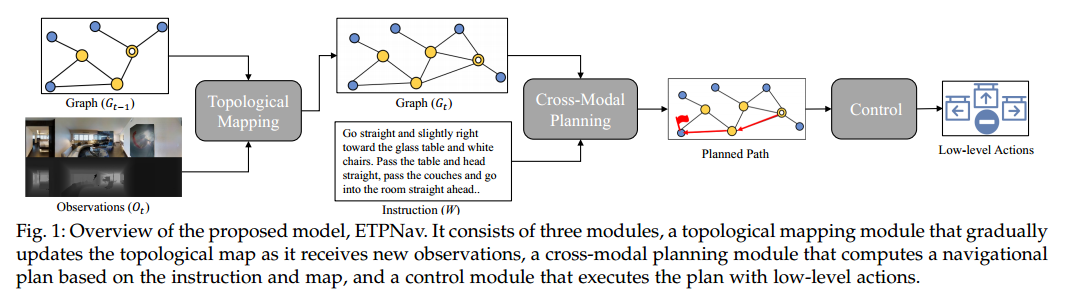 Graph (Gₜ₋₁)
Topological
Mapping
Observations (Oₜ)
Graph (Gₜ)
Go straight and slightly right
toward the glass table and white
chairs. Pass the table and head
straight, pass the couches and go
into the room straight ahead..
Instruction (W)
Cross-Modal
Planning
Planned Path
Control
Low-level Actions
Fig. 1: Overview of the proposed model, ETPNav. It consists of three modules, a topological mapping module that gradually
updates the topological map as it receives new observations, a cross-modal planning module that computes a navigational
plan based on the instruction and map, and a control module that executes the plan with low-level actions.